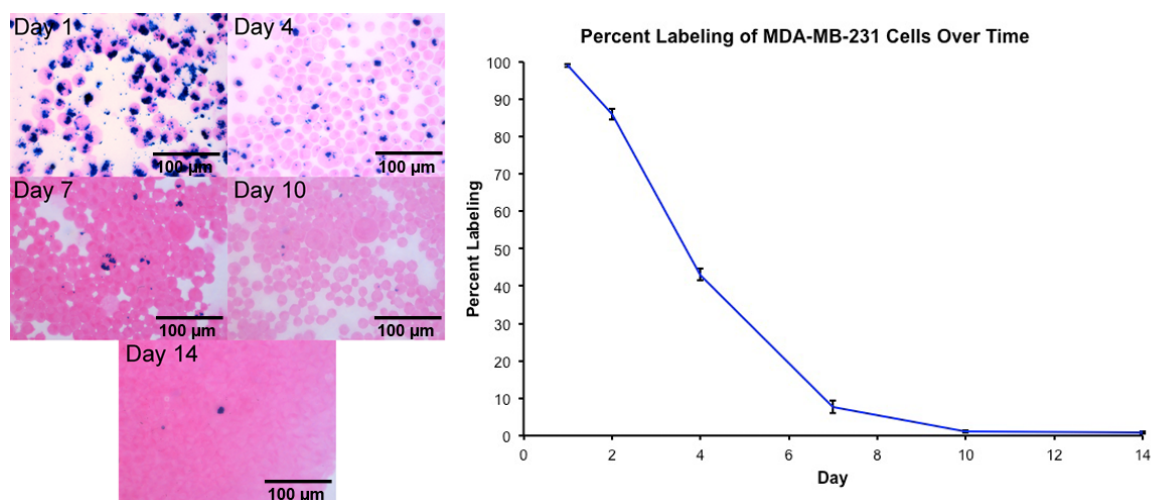 Day 1
100 µm
Day 4
100 µm
Day 7
100 µm
Day 10
100 µm
Day 14
100 µm
Percent Labeling of MDA-MB-231 Cells Over Time
Percent Labeling
100
90
80
70
60
50
40
30
20
10
0
0 2 4 6 8 10 12 14
Day